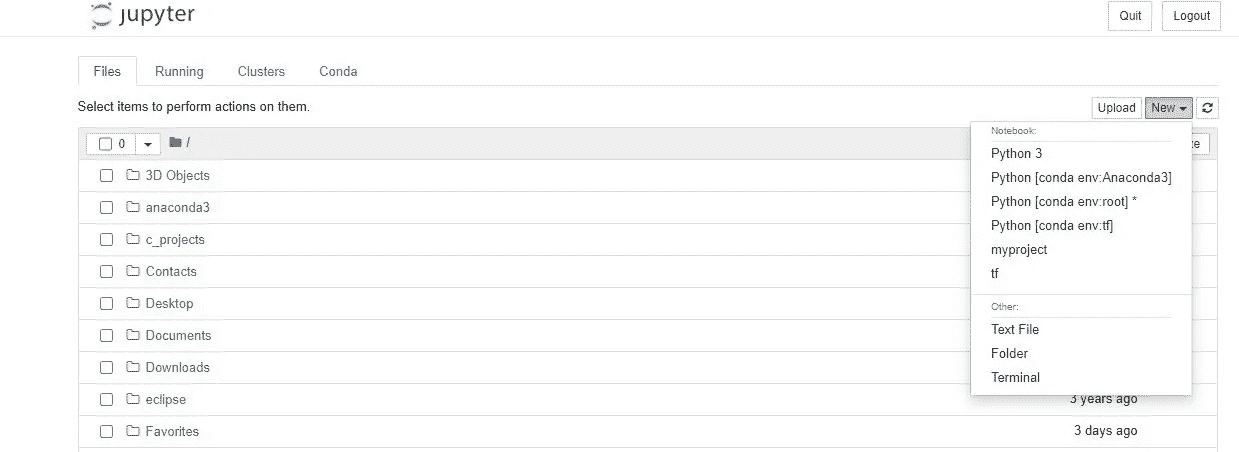 jupyter
Quit Logout
Files Running Clusters Conda
Select items to perform actions on them.
Upload New
0 /
Notebook:
Python 3
Python [conda env:Anaconda3]
Python [conda env:root] *
Python [conda env:tf]
myproject
tf
Other:
Text File
Folder
Terminal
3D Objects
anaconda3
c_projects
Contacts
Desktop
Documents
Downloads
eclipse 3 years ago
Favorites 3 days ago